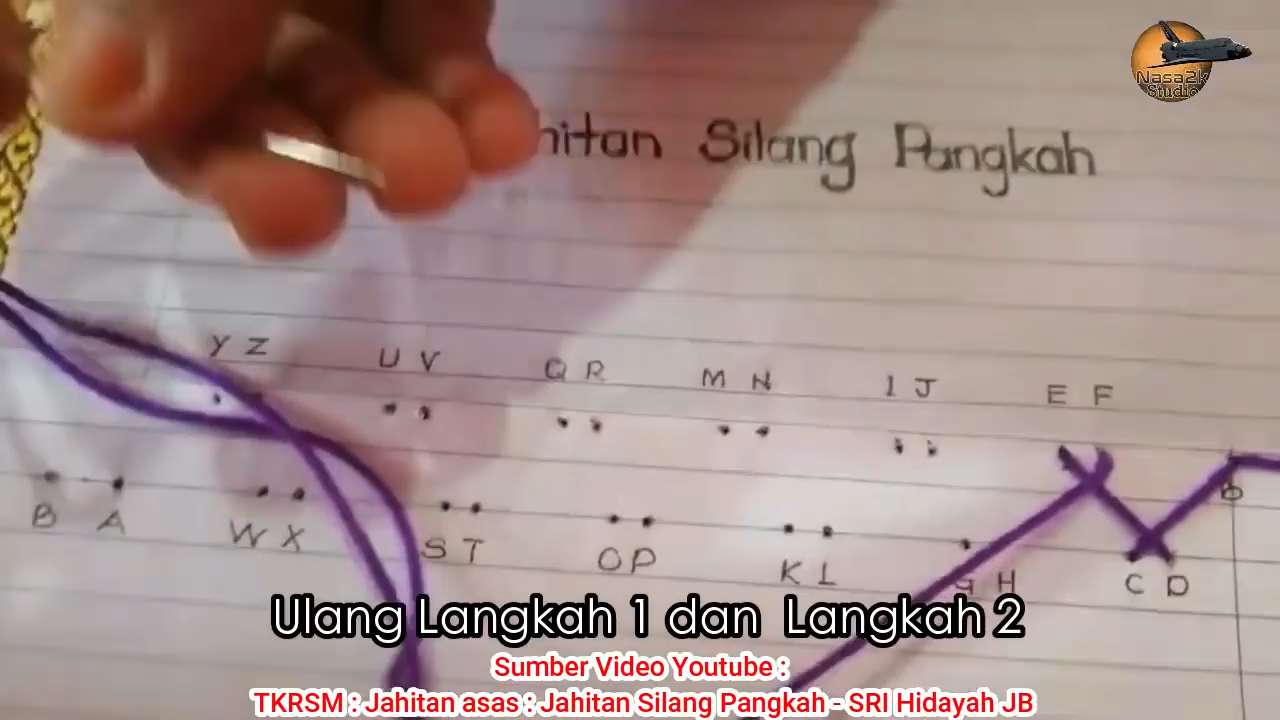 Nasa2k
Studio
hitan Silang Pangkah
Y Z
U V
Q R
M N
I J
E F
B A
W X
S T
O P
K L
G H
C D
Ulang Langkah 1 dan Langkah 2
Sumber Video Youtube :
TKRSM : Jahitan asas : Jahitan Silang Pangkah - SRI Hidayah JB